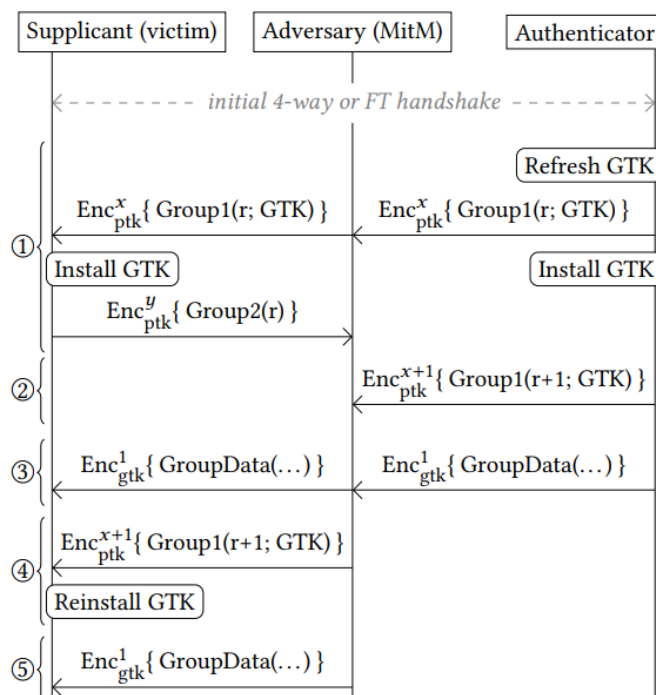 Supplicant (victim) Adversary (MitM) Authenticator
initial 4-way or FT handshake
Refresh GTK
Enc^x_ptk{ Group1(r; GTK) } Enc^x_ptk{ Group1(r; GTK) }
①
Install GTK Install GTK
Enc^y_ptk{ Group2(r) }
② Enc^x+1_ptk{ Group1(r+1; GTK) }
③ Enc^1_gtk{ GroupData(...) } Enc^1_gtk{ GroupData(...) }
Enc^x+1_ptk{ Group1(r+1; GTK) }
④
Reinstall GTK
⑤ Enc^1_gtk{ GroupData(...) }